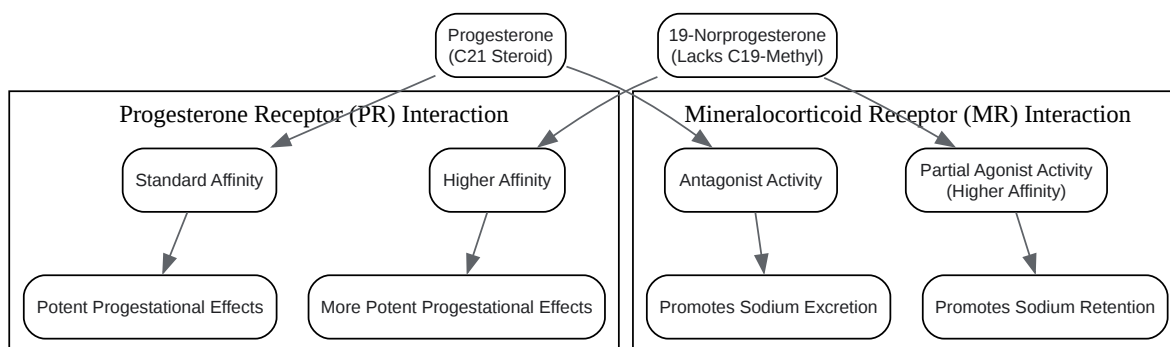 Progesterone
(C21 Steroid)
19-Norprogesterone
(Lacks C19-Methyl)
Progesterone Receptor (PR) Interaction
Mineralocorticoid Receptor (MR) Interaction
Standard Affinity
Higher Affinity
Antagonist Activity
Partial Agonist Activity
(Higher Affinity)
Potent Progestational Effects
More Potent Progestational Effects
Promotes Sodium Excretion
Promotes Sodium Retention